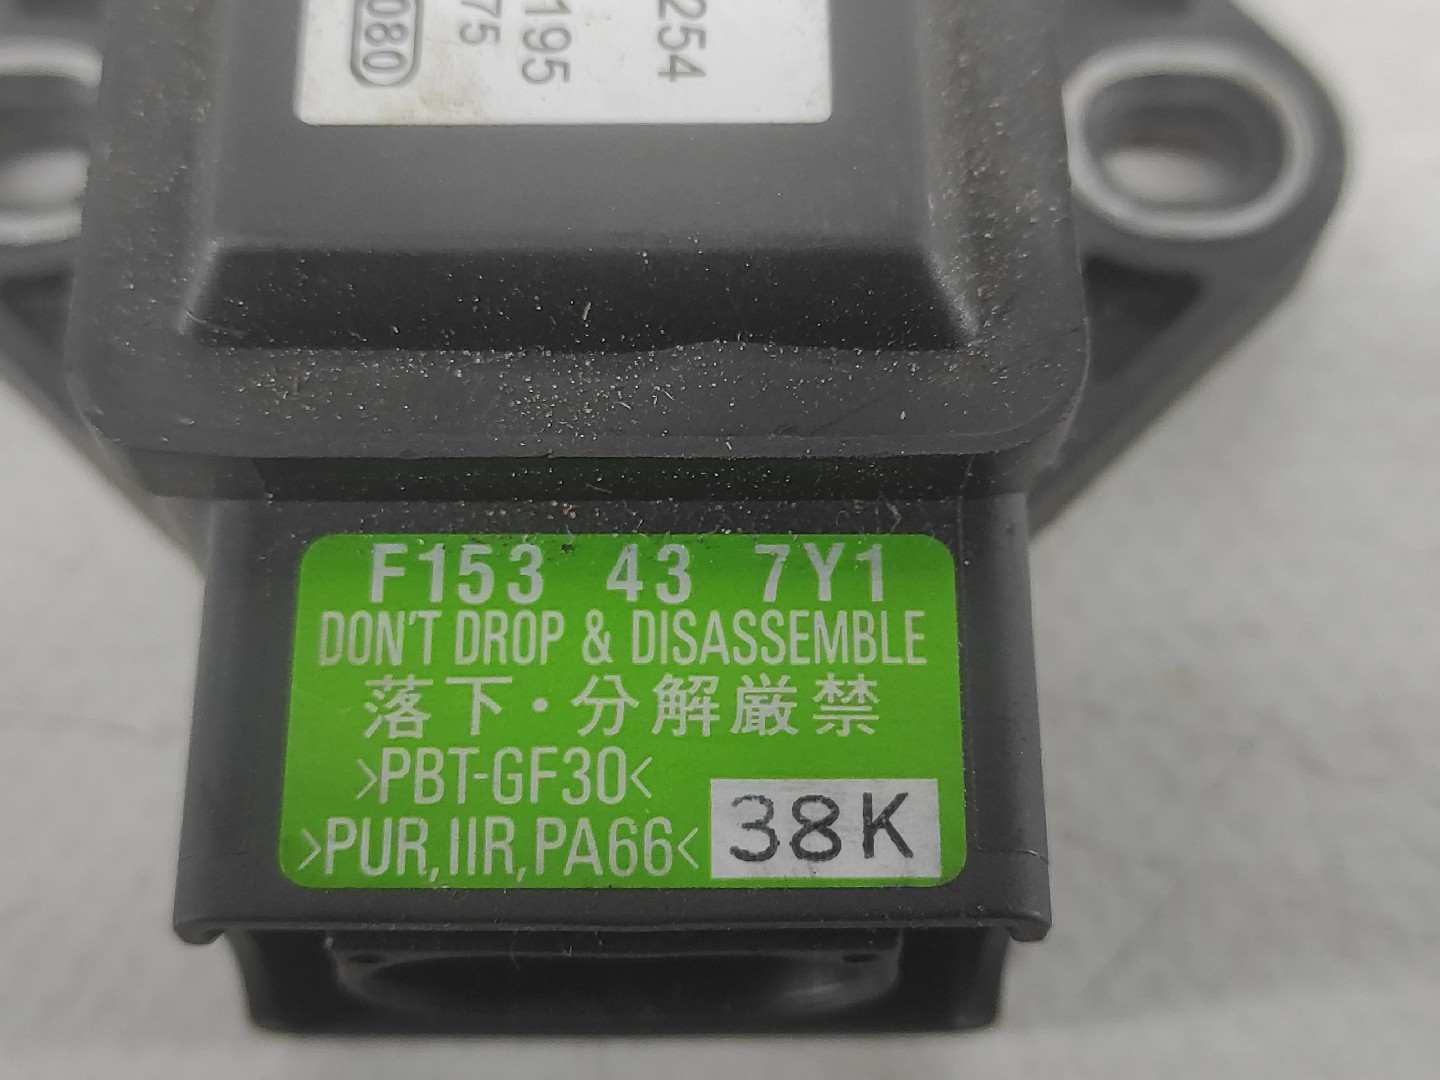 254
195
75
080
F153 43 7Y1
DON'T DROP & DISASSEMBLE
落下・分解厳禁
>PBT-GF30<
>PUR,IIR,PA66<
38K